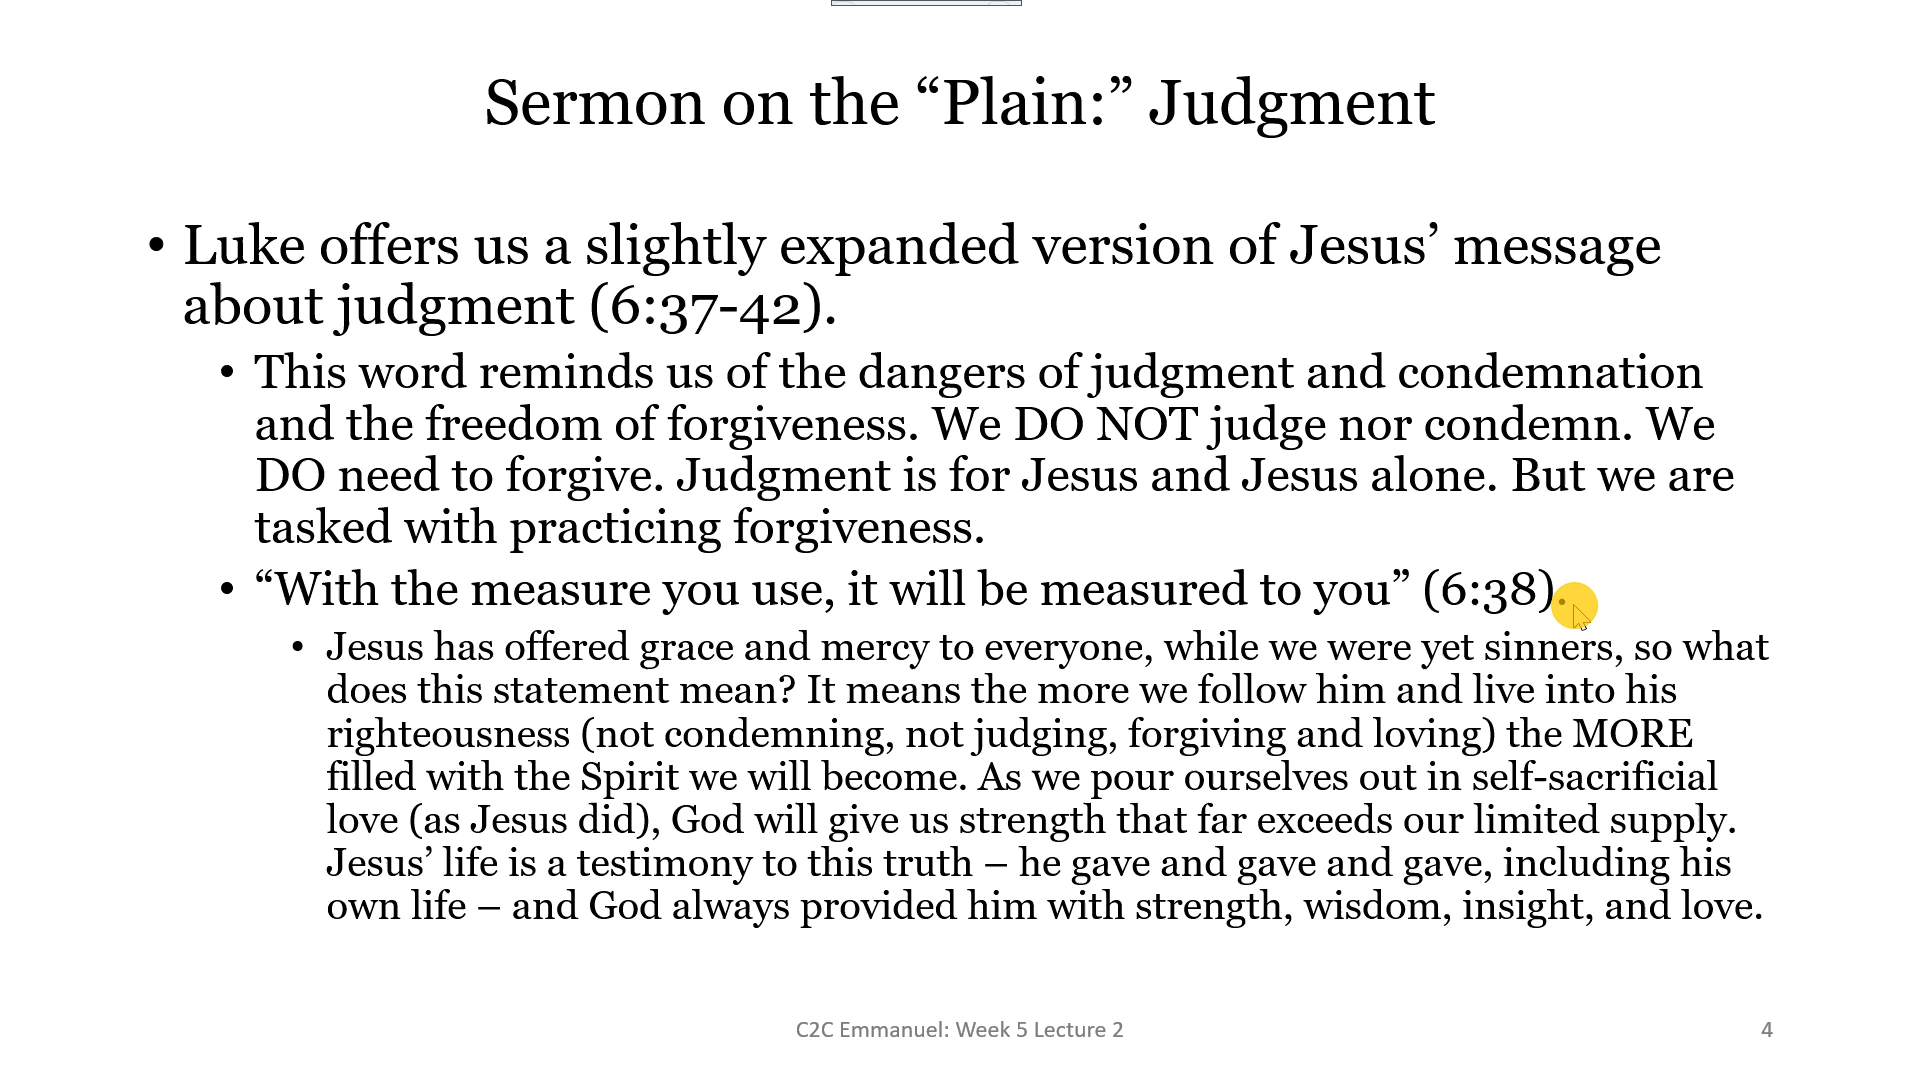 Sermon on the “Plain:” Judgment
• Luke offers us a slightly expanded version of Jesus’ message
about judgment (6:37-42).
• This word reminds us of the dangers of judgment and condemnation
and the freedom of forgiveness. We DO NOT judge nor condemn. We
DO need to forgive. Judgment is for Jesus and Jesus alone. But we are
tasked with practicing forgiveness.
• “With the measure you use, it will be measured to you” (6:38).
• Jesus has offered grace and mercy to everyone, while we were yet sinners, so what
does this statement mean? It means the more we follow him and live into his
righteousness (not condemning, not judging, forgiving and loving) the MORE
filled with the Spirit we will become. As we pour ourselves out in self-sacrificial
love (as Jesus did), God will give us strength that far exceeds our limited supply.
Jesus’ life is a testimony to this truth – he gave and gave and gave, including his
own life – and God always provided him with strength, wisdom, insight, and love.
C2C Emmanuel: Week 5 Lecture 2
4